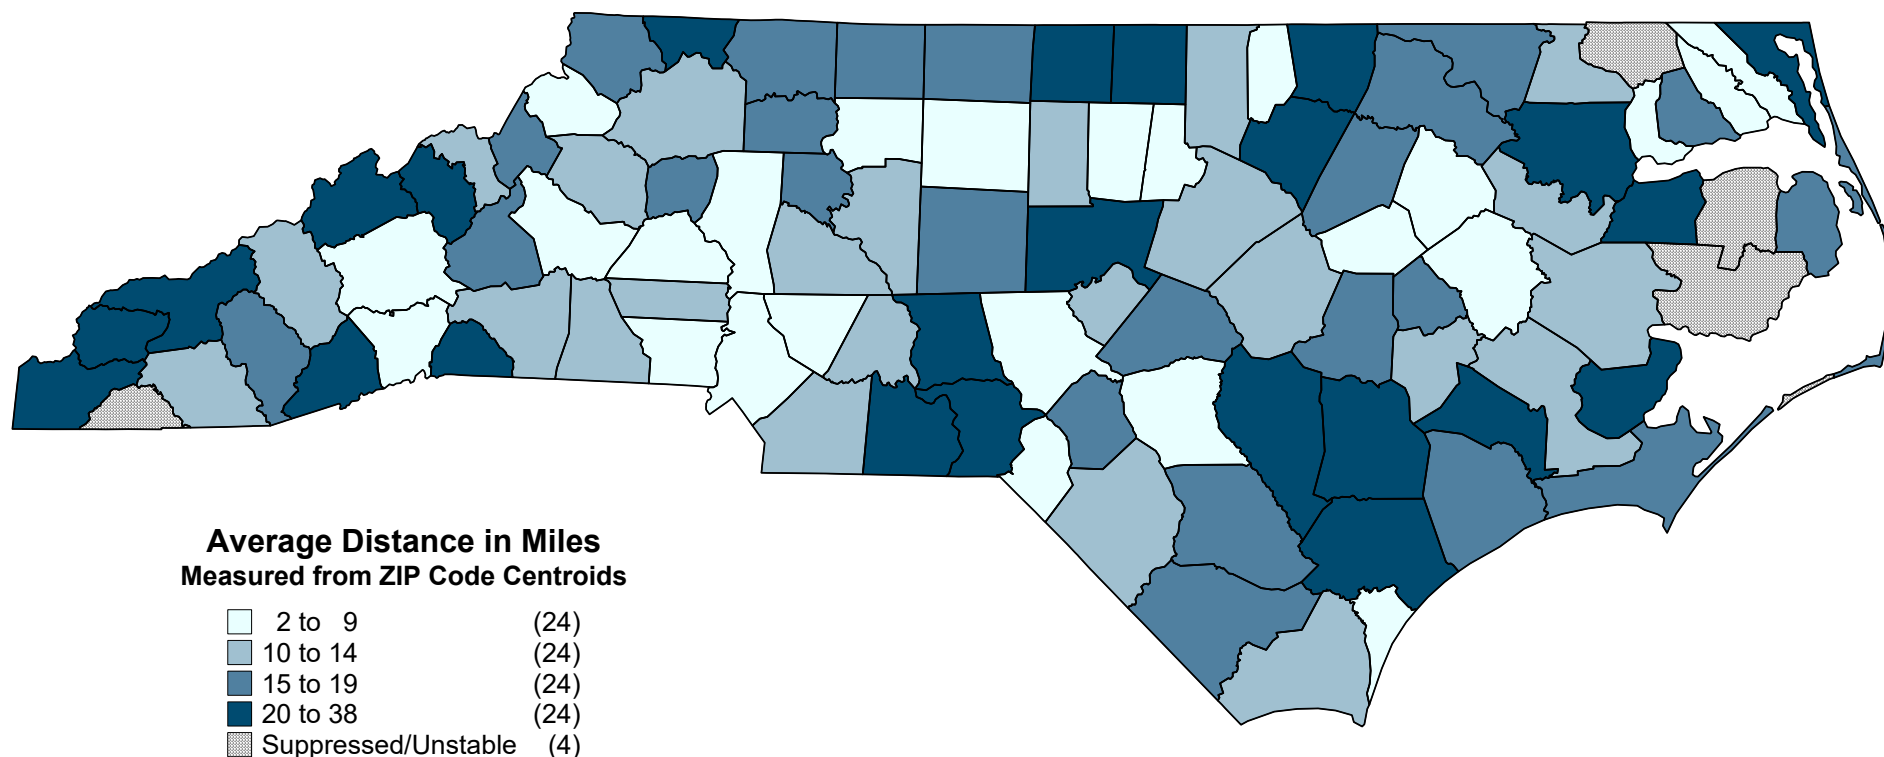 Average Distance in Miles
Measured from ZIP Code Centroids
2 to 9 (24)
10 to 14 (24)
15 to 19 (24)
20 to 38 (24)
Suppressed/Unstable (4)